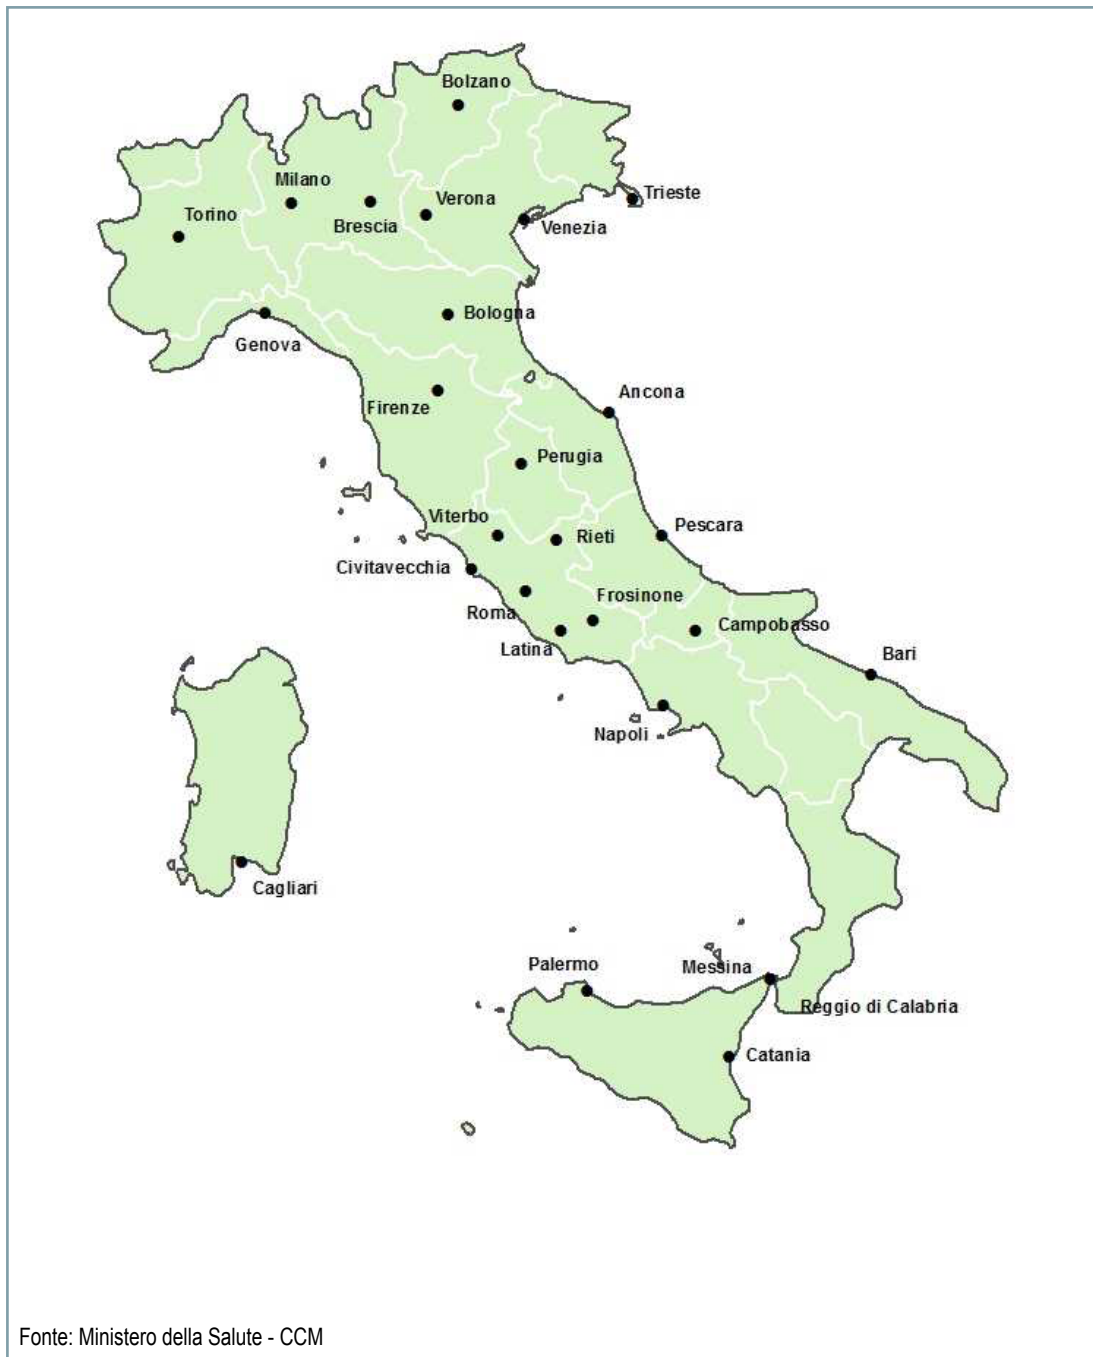 Bolzano
Milano
Trieste
Verona
Torino
Brescia
Venezia
Bologna
Genova
Ancona
Firenze
Perugia
Viterbo
Pescara
Rieti
Civitavecchia
Frosinone
Roma
Campobasso
Latina
Bari
Napoli
Cagliari
Palermo
Messina
Reggio di Calabria
Catania
Fonte: Ministero della Salute - CCM